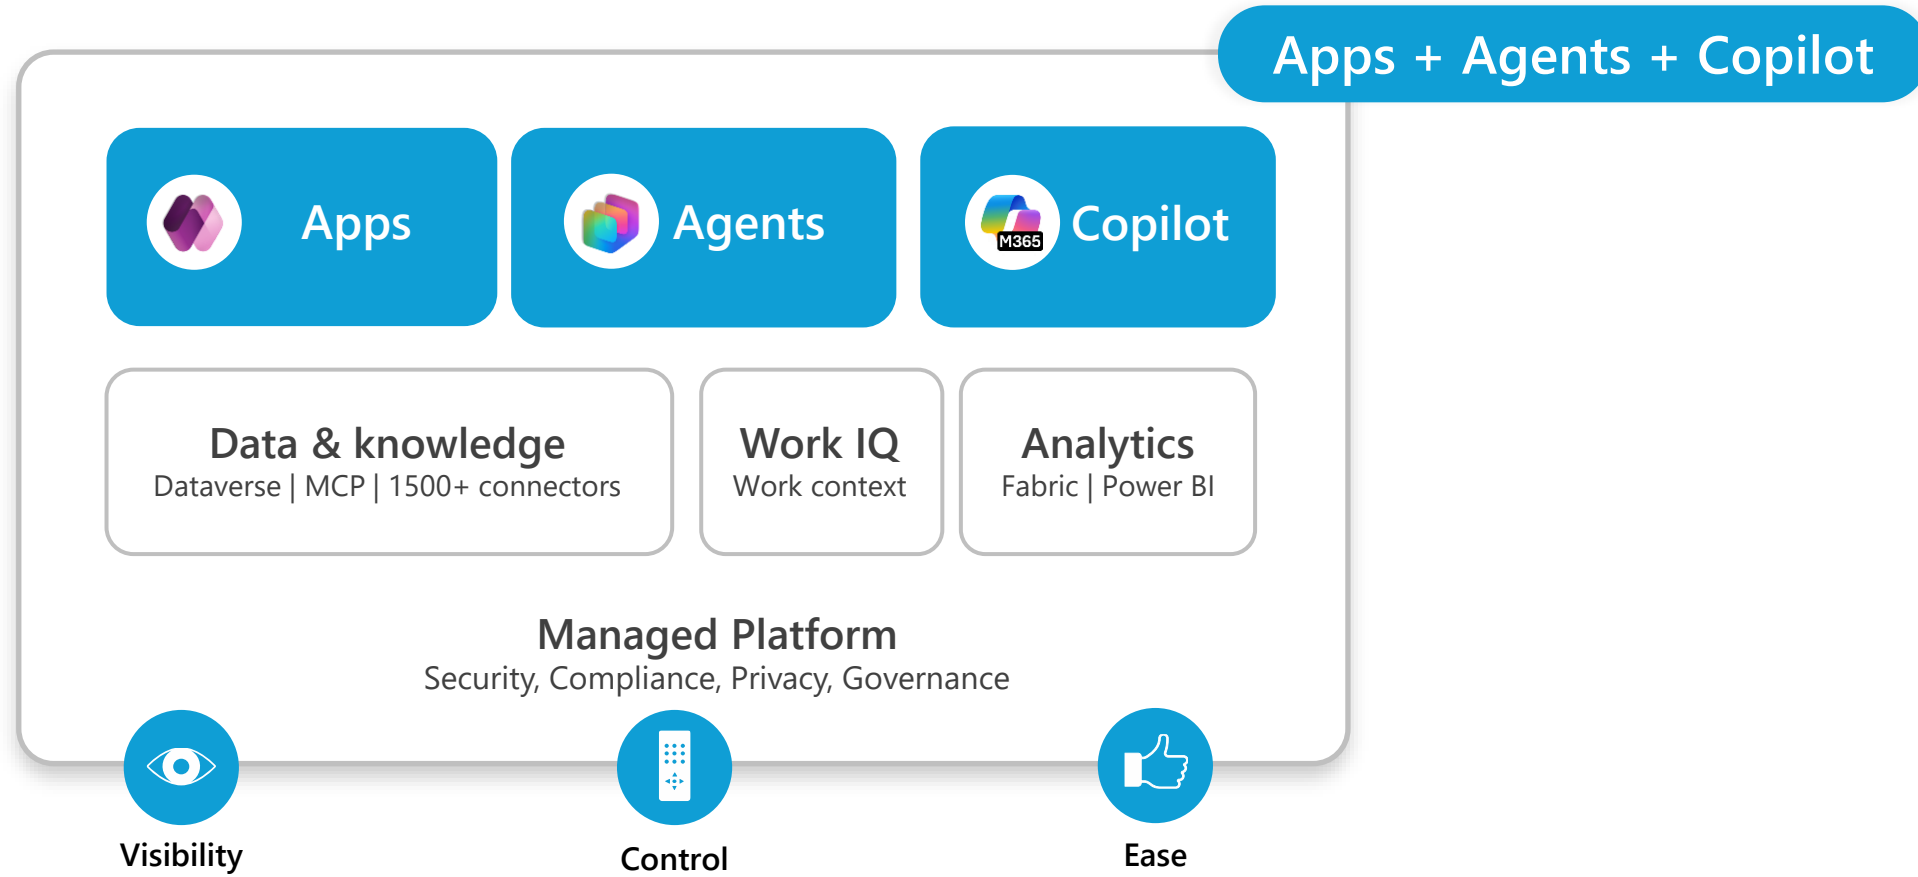 Apps + Agents + Copilot
Apps
Agents
M365
Copilot
Data & knowledge
Dataverse | MCP | 1500+ connectors
Work IQ
Work context
Analytics
Fabric | Power BI
Managed Platform
Security, Compliance, Privacy, Governance
Visibility
Control
Ease